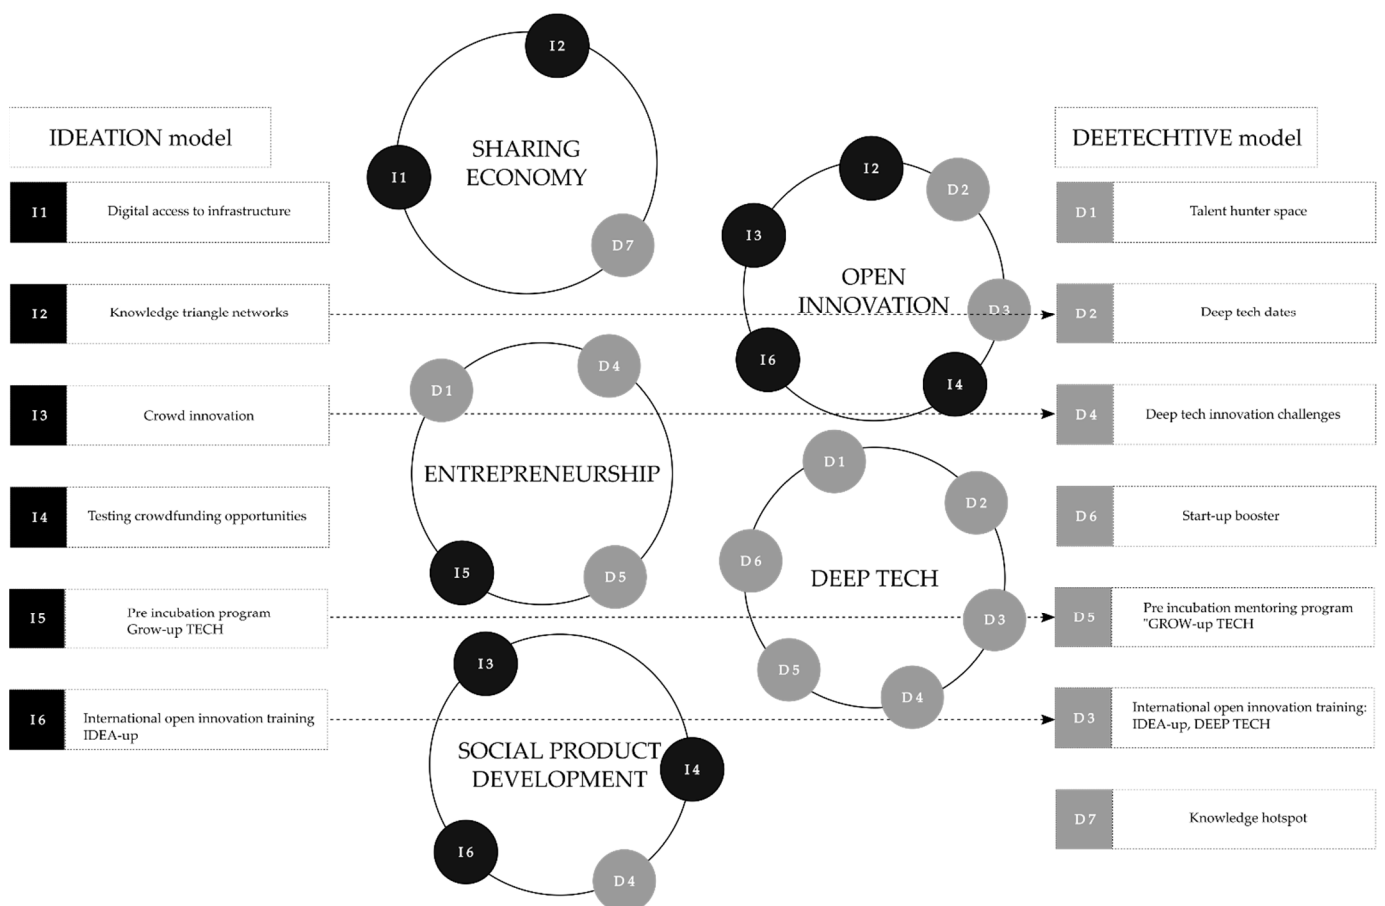 IDEATION model
I1
Digital access to infrastructure
I2
Knowledge triangle networks
I3
Crowd innovation
I4
Testing crowdfunding opportunities
I5
Pre incubation program
Grow-up TECH
I6
International open innovation training
IDEA-up
I2
I1
SHARING
ECONOMY
D7
I2
D2
I3
OPEN
INNOVATION
D3
I6
I4
D1
D4
ENTREPRENEURSHIP
I5
D5
D1
D2
D6
DEEP TECH
D3
D5
D4
I3
SOCIAL PRODUCT
DEVELOPMENT
I4
I6
D4
DEETECHTIVE model
D1
Talent hunter space
D2
Deep tech dates
D4
Deep tech innovation challenges
D6
Start-up booster
D5
Pre incubation mentoring program
"GROW-up TECH
D3
International open innovation training:
IDEA-up, DEEP TECH
D7
Knowledge hotspot